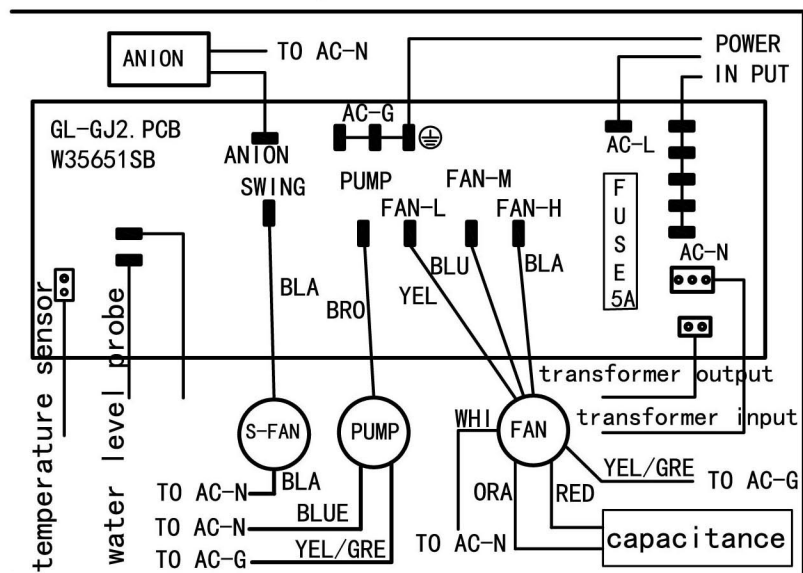 ANION
TO AC-N
POWER
IN PUT
GL-GJ2.PCB
W35651SB
AC-G
AC-L
ANION
SWING
PUMP
FAN-M
FAN-L
FAN-H
FUSE 5A
AC-N
BLA
BRO
YEL
BLU
BLA
temperature sensor
water level probe
transformer output
transformer input
S-FAN
PUMP
FAN
WHI
BLA
TO AC-N
BLUE
TO AC-N
YEL/GRE
TO AC-G
TO AC-N
ORA
RED
YEL/GRE
TO AC-G
capacitance